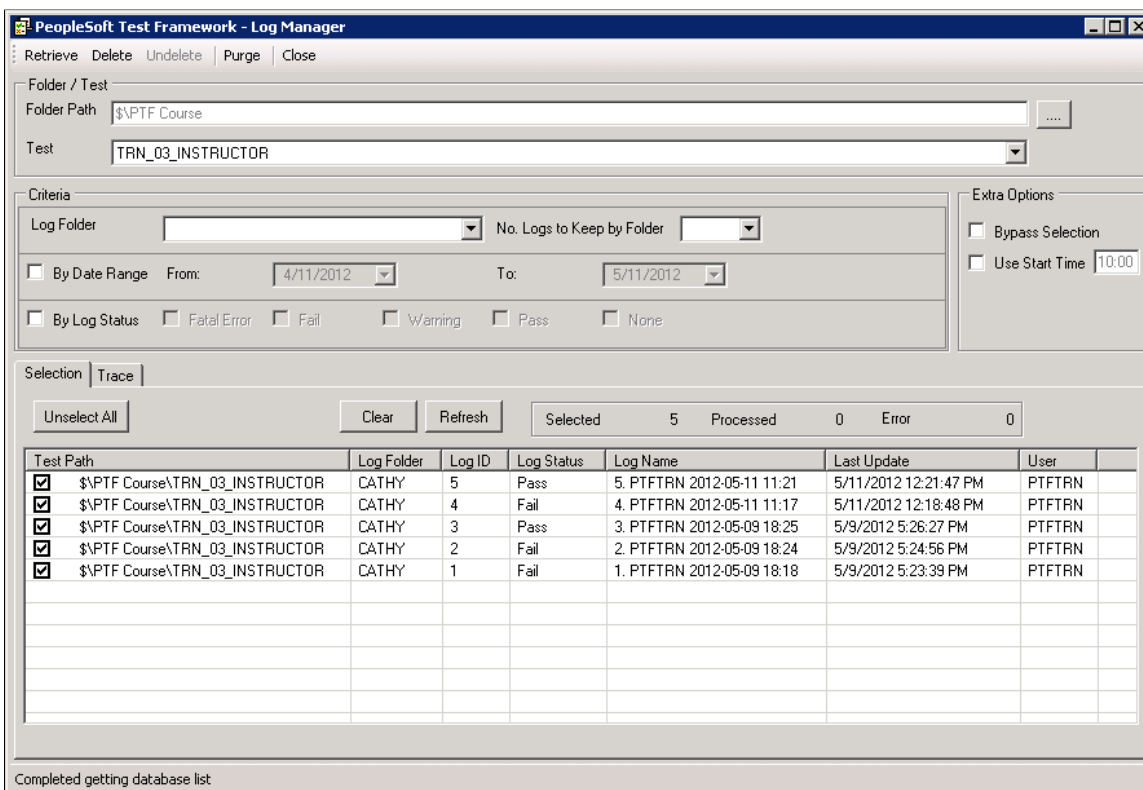 PeopleSoft Test Framework - Log Manager
Retrieve Delete Undelete Purge Close
Folder / Test
Folder Path $\PTF Course ....
Test TRN_03_INSTRUCTOR
Criteria Extra Options
Log Folder No. Logs to Keep by Folder Bypass Selection
By Date Range From: 4/11/2012 To: 5/11/2012 Use Start Time 10:00
By Log Status Fatal Error Fail Warning Pass None
Selection Trace
Unselect All Clear Refresh Selected 5 Processed 0 Error 0
Test Path Log Folder Log ID Log Status Log Name Last Update User
$\PTF Course\TRN_03_INSTRUCTOR CATHY 5 Pass 5. PTFTRN 2012-05-11 11:21 5/11/2012 12:21:47 PM PTFTRN
$\PTF Course\TRN_03_INSTRUCTOR CATHY 4 Fail 4. PTFTRN 2012-05-11 11:17 5/11/2012 12:18:48 PM PTFTRN
$\PTF Course\TRN_03_INSTRUCTOR CATHY 3 Pass 3. PTFTRN 2012-05-09 18:25 5/9/2012 5:26:27 PM PTFTRN
$\PTF Course\TRN_03_INSTRUCTOR CATHY 2 Fail 2. PTFTRN 2012-05-09 18:24 5/9/2012 5:24:56 PM PTFTRN
$\PTF Course\TRN_03_INSTRUCTOR CATHY 1 Fail 1. PTFTRN 2012-05-09 18:18 5/9/2012 5:23:39 PM PTFTRN
Completed getting database list